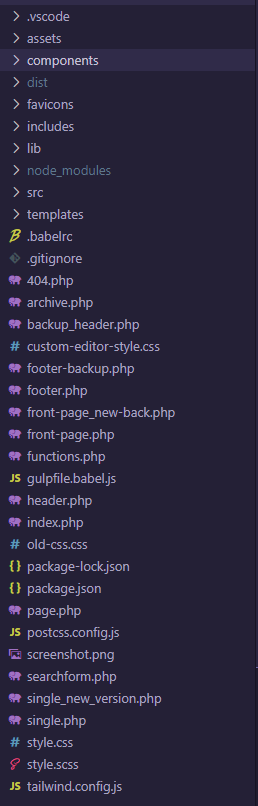 .vscode
assets
components
dist
favicons
includes
lib
node_modules
src
templates
.babelrc
.gitignore
404.php
archive.php
backup_header.php
custom-editor-style.css
footer-backup.php
footer.php
front-page_new-back.php
front-page.php
functions.php
JS gulpfile.babel.js
header.php
index.php
old-css.css
package-lock.json
package.json
page.php
JS postcss.config.js
screenshot.png
searchform.php
single_new_version.php
single.php
style.css
style.scss
JS tailwind.config.js